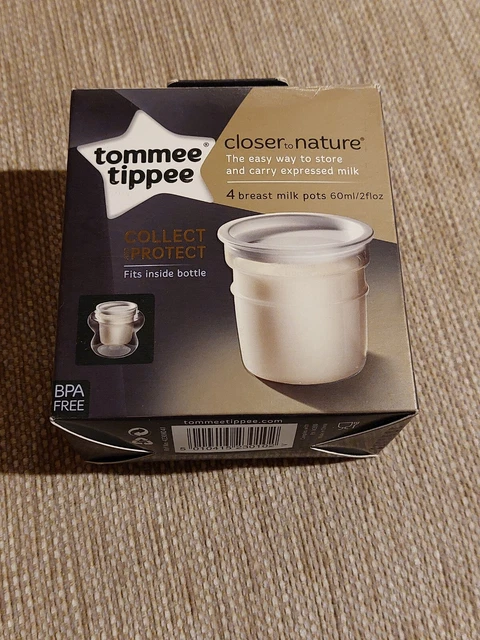 tommee®
tippee
closer to nature®
The easy way to store
and carry expressed milk
4 breast milk pots 60ml/2floz
COLLECT
PROTECT
Fits inside bottle
BPA
FREE
tommeetippee.com